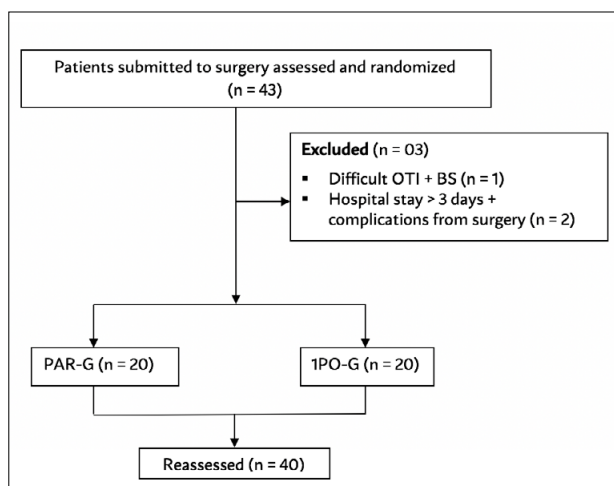 Patients submitted to surgery assessed and randomized
(n = 43)
Excluded (n = 03)
▪ Difficult OTI + BS (n = 1)
▪ Hospital stay > 3 days +
complications from surgery (n = 2)
PAR-G (n = 20)
1PO-G (n = 20)
Reassessed (n = 40)